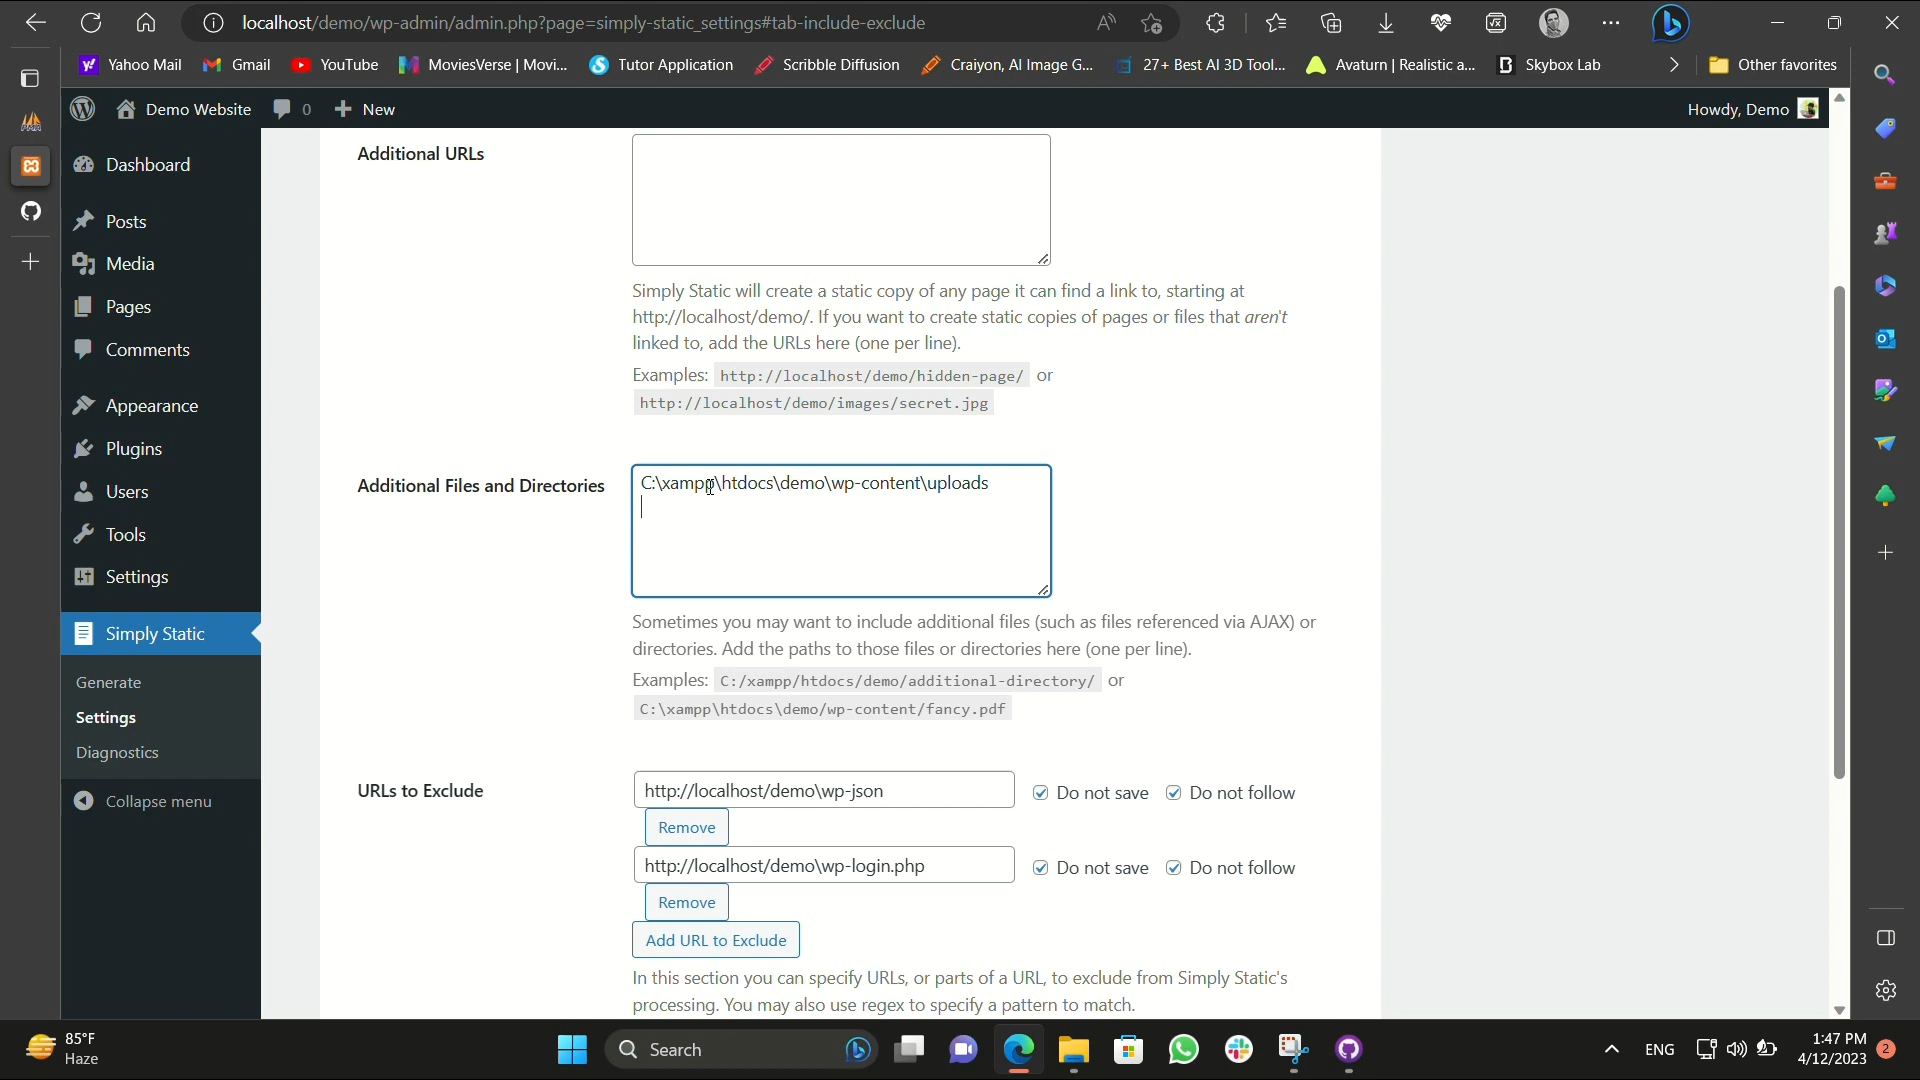 localhost/demo/wp-admin/admin.php?page=simply-static_settings#tab-include-exclude
Yahoo Mail
Gmail
YouTube
MoviesVerse | Movi...
Tutor Application
Scribble Diffusion
Craiyon, AI Image G...
27+ Best AI 3D Tool...
Avaturn | Realistic a...
Skybox Lab
Other favorites
Demo Website
0
New
Howdy, Demo
Dashboard
Posts
Media
Pages
Comments
Appearance
Plugins
Users
Tools
Settings
Simply Static
Generate
Settings
Diagnostics
Collapse menu
Additional URLs
Simply Static will create a static copy of any page it can find a link to, starting at
http://localhost/demo/. If you want to create static copies of pages or files that aren't
linked to, add the URLs here (one per line).
Examples: http://localhost/demo/hidden-page/ or
http://localhost/demo/images/secret.jpg
Additional Files and Directories
C:\xampp\htdocs\demo\wp-content\uploads
Sometimes you may want to include additional files (such as files referenced via AJAX) or
directories. Add the paths to those files or directories here (one per line).
Examples: C:/xampp/htdocs/demo/additional-directory/ or
C:\xampp\htdocs\demo/wp-content/fancy.pdf
URLs to Exclude
http://localhost/demo\wp-json
Do not save
Do not follow
Remove
http://localhost/demo\wp-login.php
Do not save
Do not follow
Remove
Add URL to Exclude
In this section you can specify URLs, or parts of a URL, to exclude from Simply Static's
processing. You may also use regex to specify a pattern to match.
85°F
Haze
Search
ENG
1:47 PM
4/12/2023
2